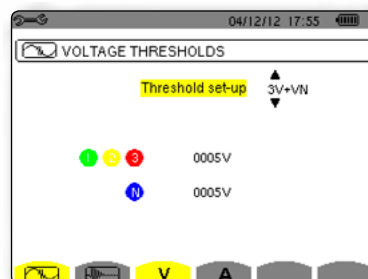 04/12/12 17:55
VOLTAGE THRESHOLDS
Threshold set-up 3V+VN
1 2 3 0005V
N 0005V
V A